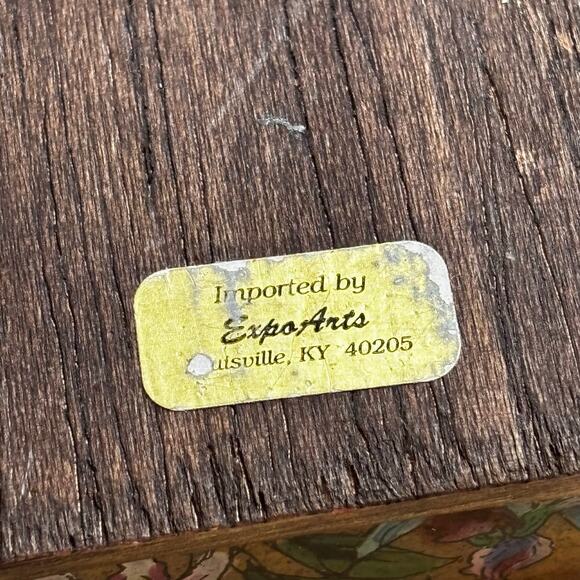 Imported by
ExpoArts
uisville, KY 40205